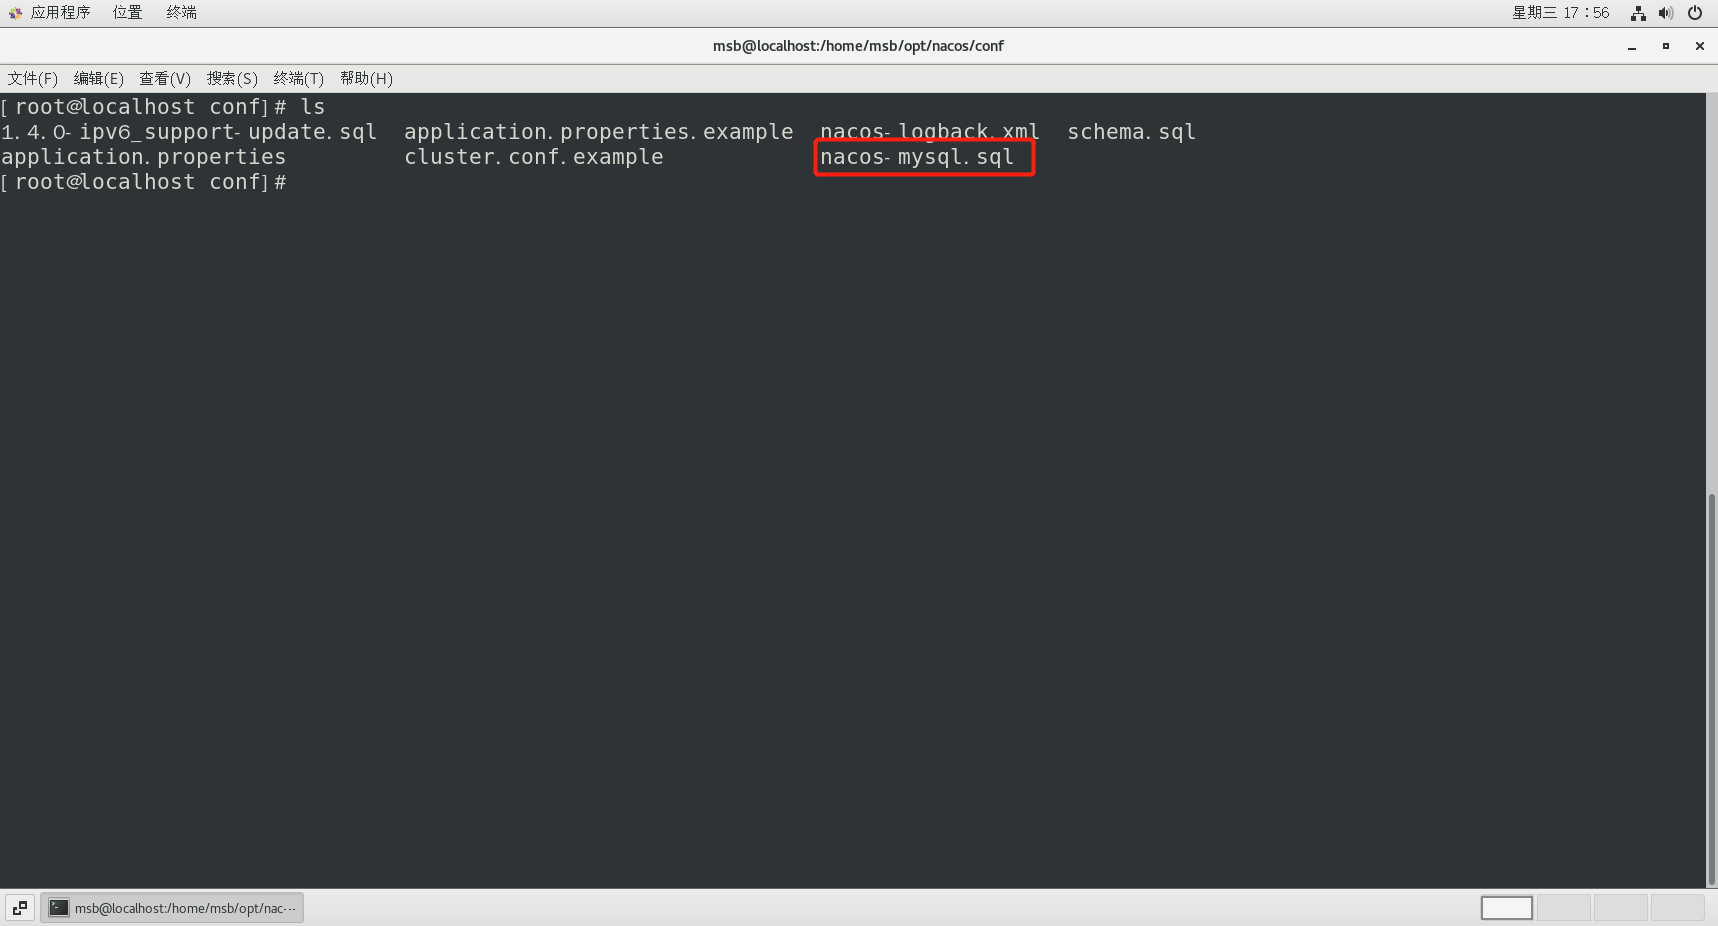 应用程序 位置 终端 星期三 17：56
msb@localhost:/home/msb/opt/nacos/conf
文件(F) 编辑(E) 查看(V) 搜索(S) 终端(T) 帮助(H)
[root@localhost conf]# ls
1.4.0-ipv6_support-update.sql application.properties.example nacos-logback.xml schema.sql
application.properties cluster.conf.example nacos-mysql.sql
[root@localhost conf]#
msb@localhost:/home/msb/opt/nac···